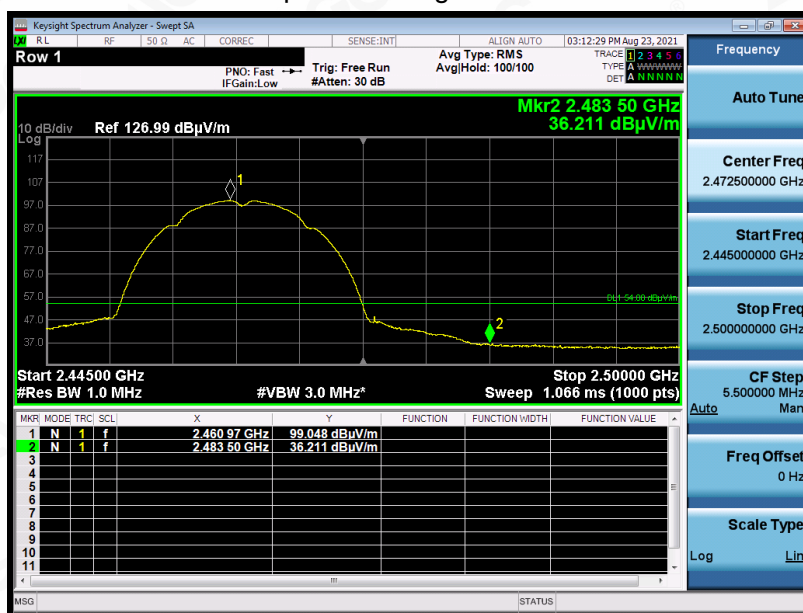 Keysight Spectrum Analyzer - Swept SA
LXI RL RF 50 Ω AC CORREC SENSE:INT ALIGN AUTO 03:12:29 PM Aug 23, 2021
Row 1
PNO: Fast
IFGain:Low
Trig: Free Run
#Atten: 30 dB
Avg Type: RMS
Avg|Hold: 100/100
TRACE 1 2 3 4 5 6
TYPE A WWWWW
DET A N N N N N
Mkr2 2.483 50 GHz
36.211 dBµV/m
10 dB/div Ref 126.99 dBµV/m
Log
117
107
97.0
87.0
77.0
67.0
57.0
47.0
37.0
1
2
DL1 54.00 dBµV/m
Start 2.44500 GHz
Stop 2.50000 GHz
#Res BW 1.0 MHz
#VBW 3.0 MHz*
Sweep 1.066 ms (1000 pts)
MKR MODE TRC SCL X Y FUNCTION FUNCTION WIDTH FUNCTION VALUE
1 N 1 f 2.460 97 GHz 99.048 dBµV/m
2 N 1 f 2.483 50 GHz 36.211 dBµV/m
3
4
5
6
7
8
9
10
11
MSG
STATUS
Frequency
Auto Tune
Center Freq
2.472500000 GHz
Start Freq
2.445000000 GHz
Stop Freq
2.500000000 GHz
CF Step
5.500000 MHz
Auto Man
Freq Offset
0 Hz
Scale Type
Log Lin